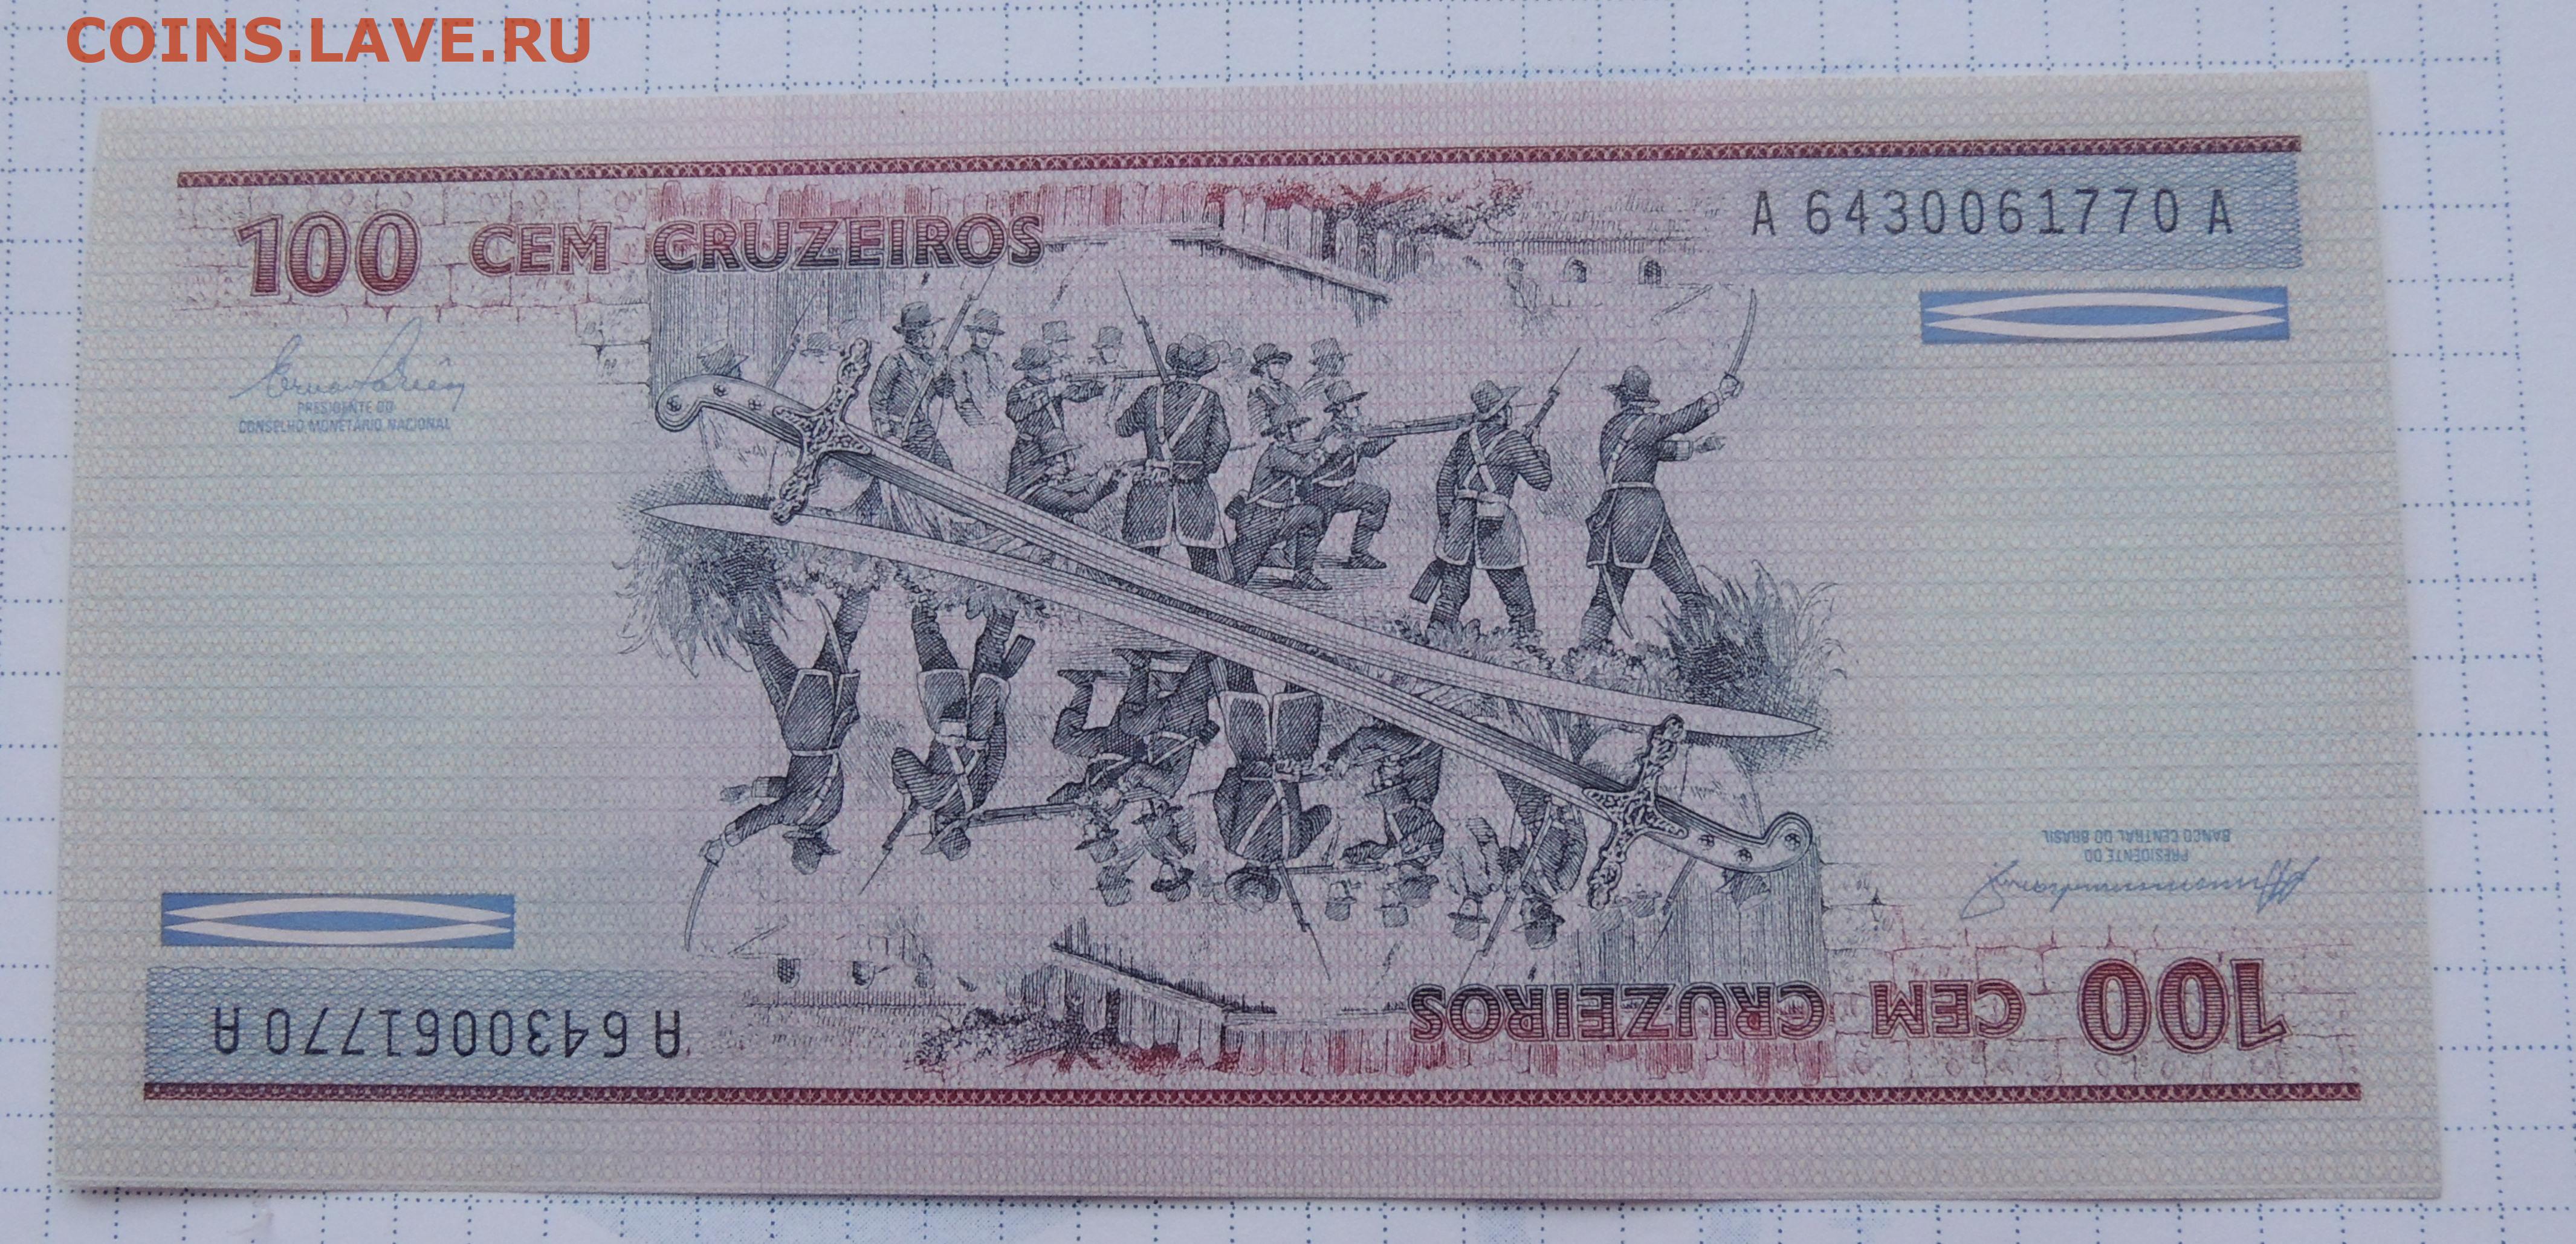 COINS.LAVE.RU
100 CEM CRUZEIROS
A 6430061770 A
PRESIDENTE DO
CONSELHO MONETÁRIO NACIONAL
BANCO CENTRAL DO BRASIL
PRESIDENTE DO
100 CEM CRUZEIROS
A 6430061770 A